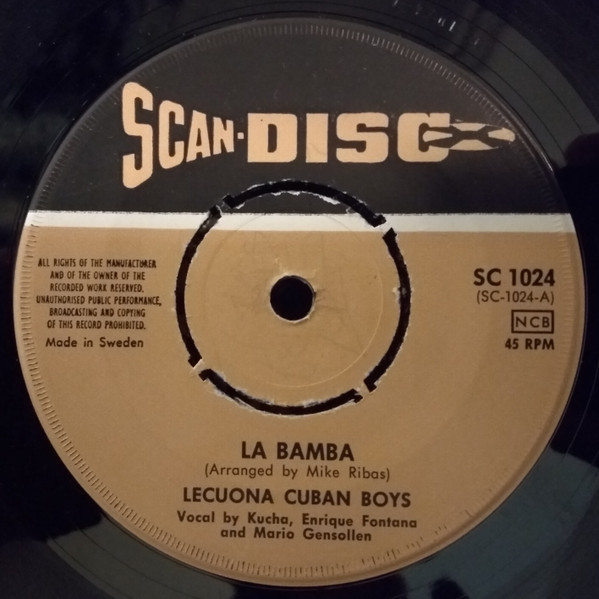 SCAN-DISC
ALL RIGHTS OF THE MANUFACTURER
AND OF THE OWNER OF THE
RECORDED WORK RESERVED.
UNAUTHORISED PUBLIC PERFORMANCE,
BROADCASTING AND COPYING
OF THIS RECORD PROHIBITED.
Made in Sweden
SC 1024
(SC-1024-A)
NCB
45 RPM
LA BAMBA
(Arranged by Mike Ribas)
LECUONA CUBAN BOYS
Vocal by Kucha, Enrique Fontana
and Mario Gensollen